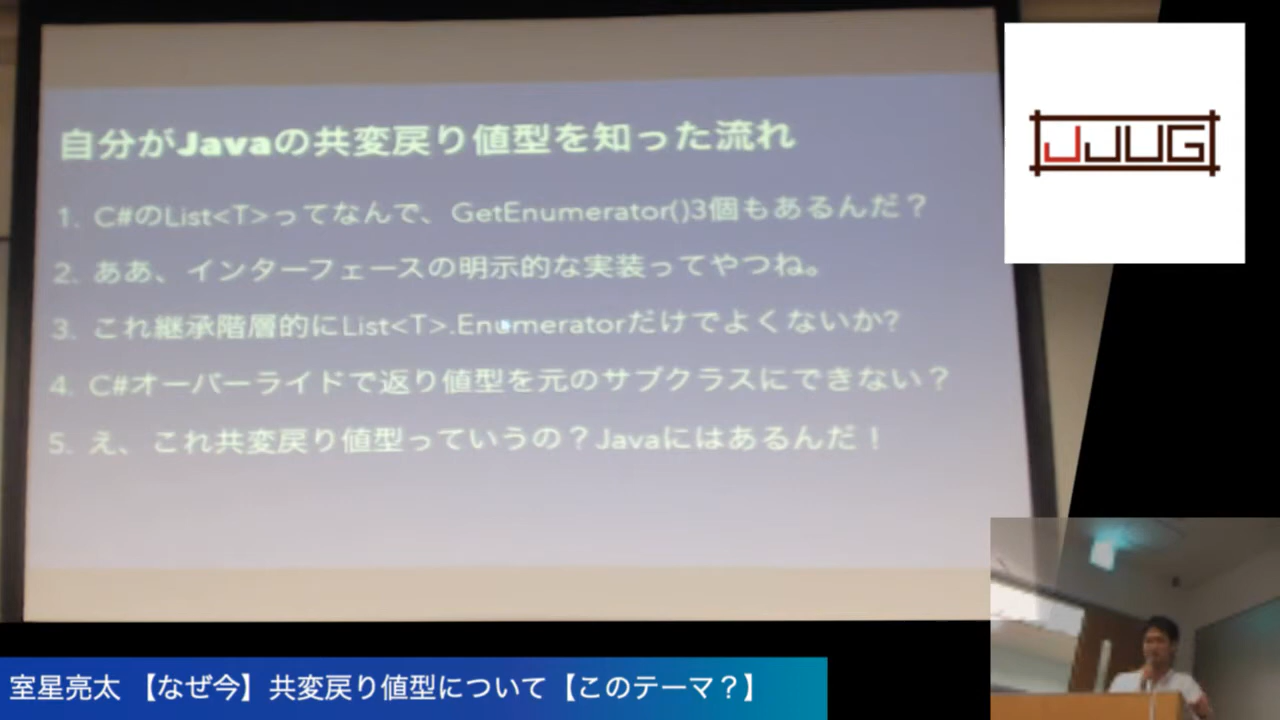 自分がJavaの共変戻り値型を知った流れ
1. C#のList<T>ってなんで、GetEnumerator()3個もあるんだ？
2. ああ、インターフェースの明示的な実装ってやつね。
3. これ継承階層的にList<T>.Enumeratorだけでよくないか?
4. C#オーバーライドで返り値型を元のサブクラスにできない？
5. え、これ共変戻り値型っていうの？Javaにはあるんだ！
JJUG
室星亮太 【なぜ今】共変戻り値型について【このテーマ？】